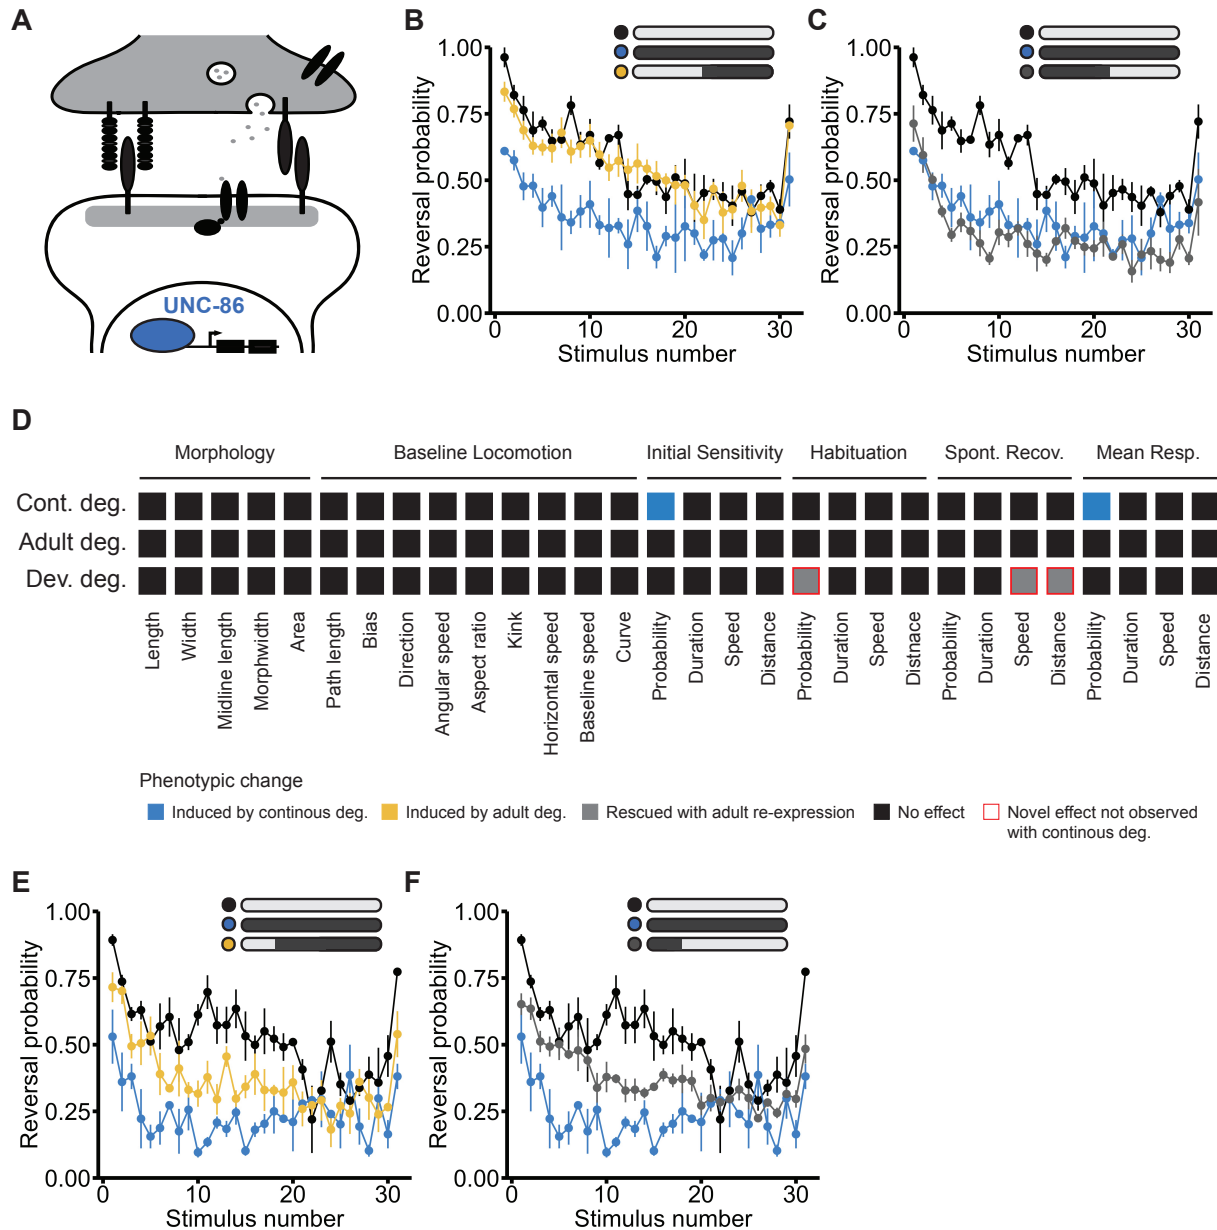 A
UNC-86
B
1.00
0.75
0.50
0.25
0.00
Reversal probability
0
10
20
30
Stimulus number
C
1.00
0.75
0.50
0.25
0.00
Reversal probability
0
10
20
30
Stimulus number
D
Morphology
Baseline Locomotion
Initial Sensitivity
Habituation
Spont. Recov.
Mean Resp.
Cont. deg.
Adult deg.
Dev. deg.
Length
Width
Midline length
Morphwidth
Area
Path length
Bias
Direction
Angular speed
Aspect ratio
Kink
Horizontal speed
Baseline speed
Curve
Probability
Duration
Speed
Distance
Probability
Duration
Speed
Distnace
Probability
Duration
Speed
Distance
Probability
Duration
Speed
Distance
Phenotypic change
Induced by continous deg.
Induced by adult deg.
Rescued with adult re-expression
No effect
Novel effect not observed
with continous deg.
E
1.00
0.75
0.50
0.25
0.00
Reversal probability
0
10
20
30
Stimulus number
F
1.00
0.75
0.50
0.25
0.00
Reversal probability
0
10
20
30
Stimulus number